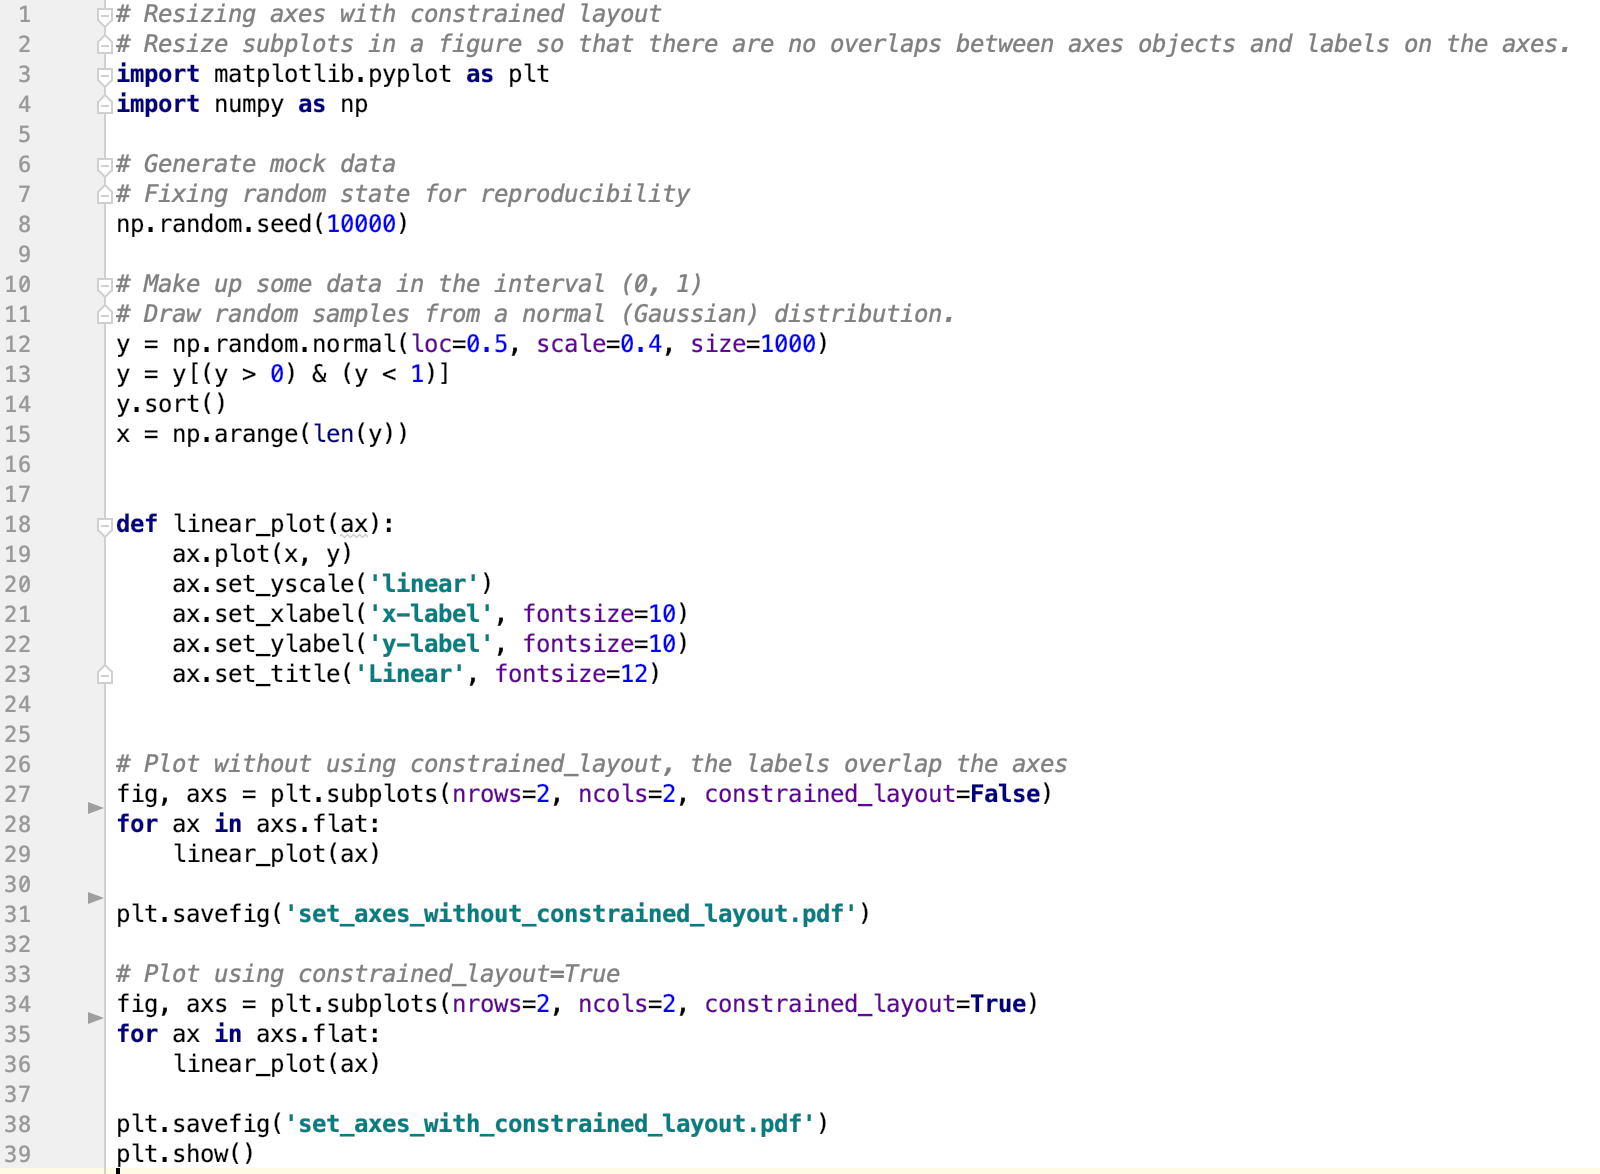 1 # Resizing axes with constrained layout
2 # Resize subplots in a figure so that there are no overlaps between axes objects and labels on the axes.
3 import matplotlib.pyplot as plt
4 import numpy as np
5
6 # Generate mock data
7 # Fixing random state for reproducibility
8 np.random.seed(10000)
9
10 # Make up some data in the interval (0, 1)
11 # Draw random samples from a normal (Gaussian) distribution.
12 y = np.random.normal(loc=0.5, scale=0.4, size=1000)
13 y = y[(y > 0) & (y < 1)]
14 y.sort()
15 x = np.arange(len(y))
16
17
18 def linear_plot(ax):
19     ax.plot(x, y)
20     ax.set_yscale('linear')
21     ax.set_xlabel('x-label', fontsize=10)
22     ax.set_ylabel('y-label', fontsize=10)
23     ax.set_title('Linear', fontsize=12)
24
25
26 # Plot without using constrained_layout, the labels overlap the axes
27 fig, axs = plt.subplots(nrows=2, ncols=2, constrained_layout=False)
28 for ax in axs.flat:
29     linear_plot(ax)
30
31 plt.savefig('set_axes_without_constrained_layout.pdf')
32
33 # Plot using constrained_layout=True
34 fig, axs = plt.subplots(nrows=2, ncols=2, constrained_layout=True)
35 for ax in axs.flat:
36     linear_plot(ax)
37
38 plt.savefig('set_axes_with_constrained_layout.pdf')
39 plt.show()